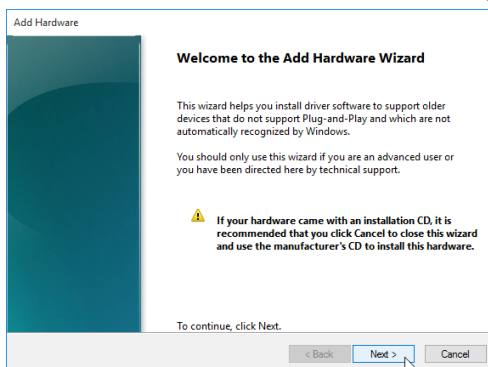 Add Hardware
Welcome to the Add Hardware Wizard
This wizard helps you install driver software to support older
devices that do not support Plug-and-Play and which are not
automatically recognized by Windows.
You should only use this wizard if you are an advanced user or
you have been directed here by technical support.
If your hardware came with an installation CD, it is
recommended that you click Cancel to close this wizard
and use the manufacturer's CD to install this hardware.
To continue, click Next.
< Back Next > Cancel